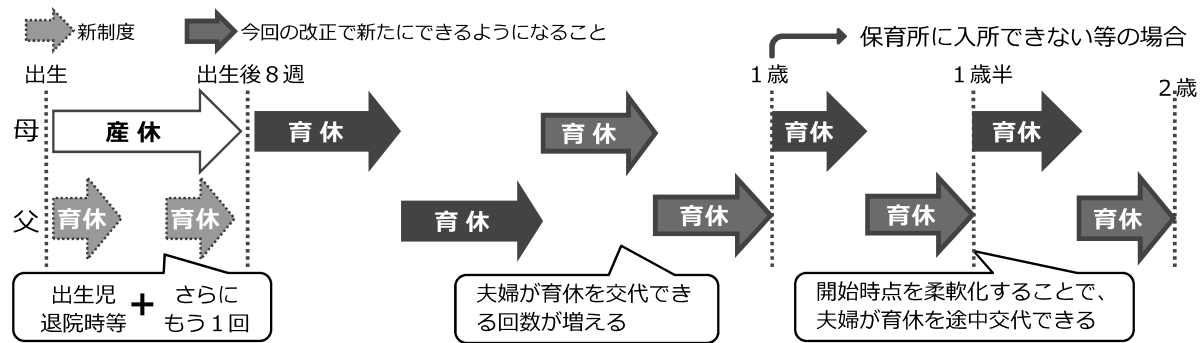 新制度
今回の改正で新たにできるようになること
保育所に入所できない等の場合
出生
出生後８週
１歳
１歳半
２歳
母
産休
育休
育休
育休
育休
父
育休
育休
育休
育休
育休
育休
出生児
退院時等
+
さらに
もう１回
夫婦が育休を交代でき
る回数が増える
開始時点を柔軟化することで、
夫婦が育休を途中交代できる